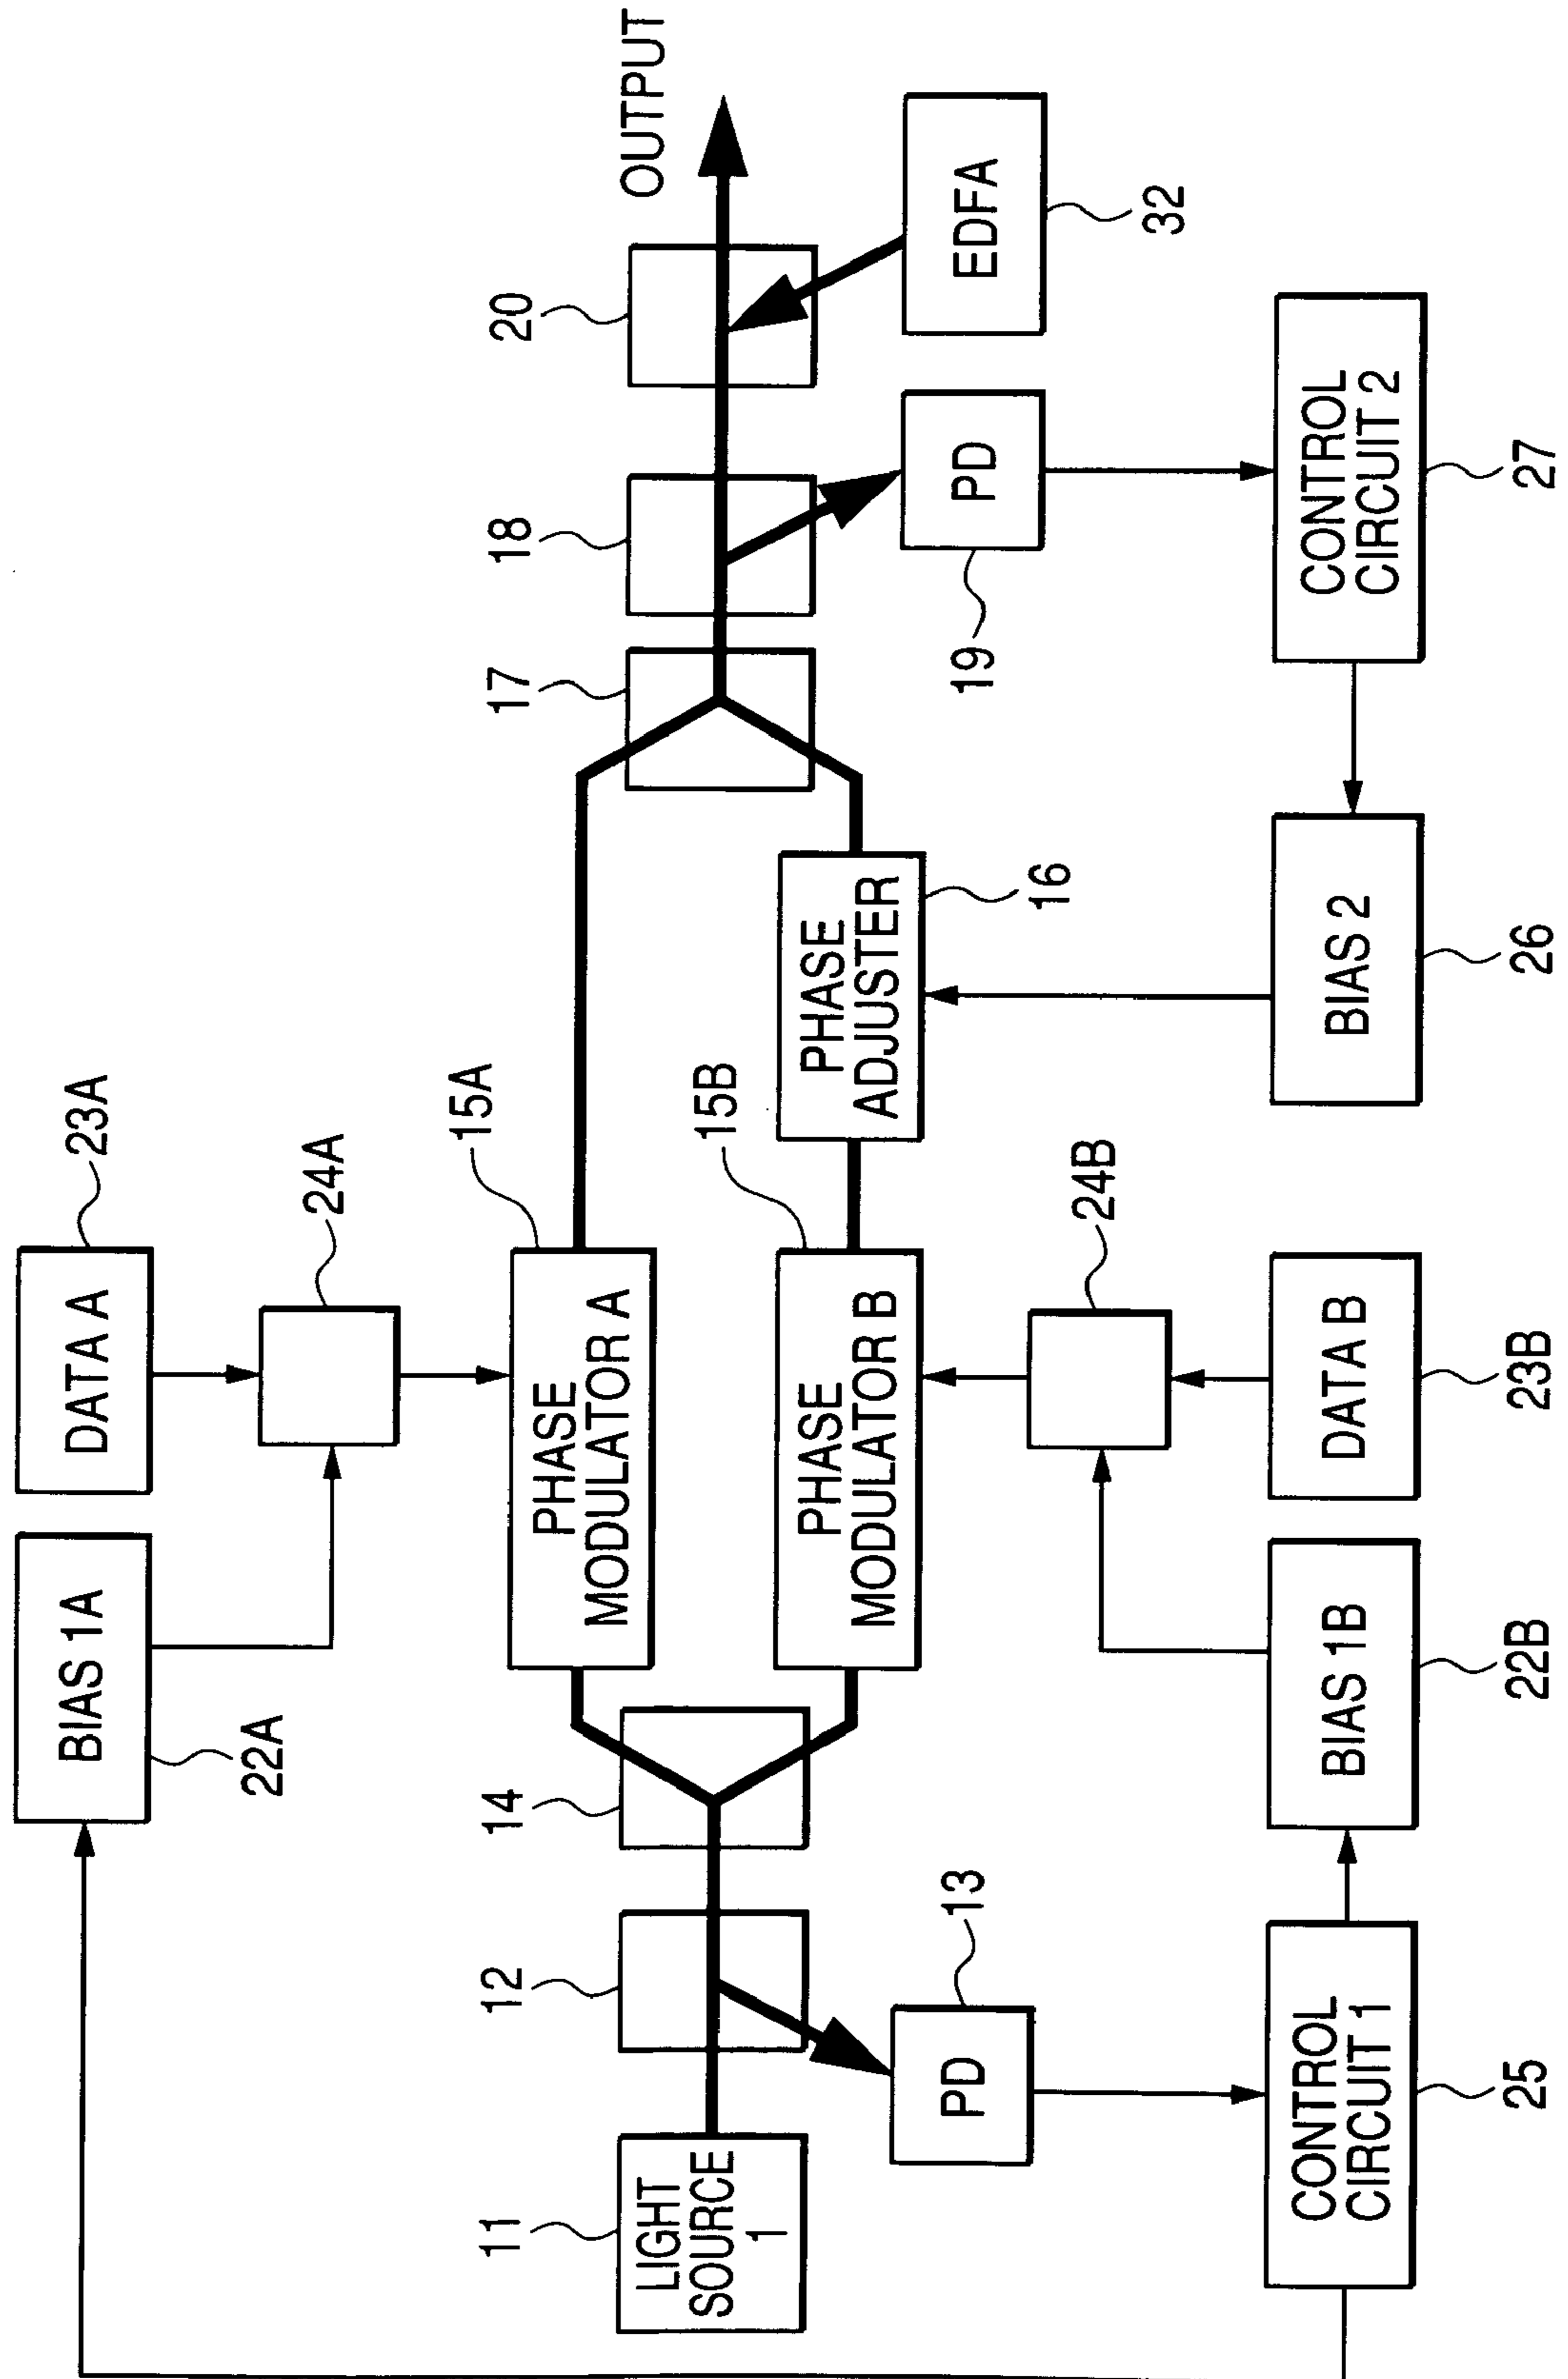 BIAS 1A
22A
DATA A
23A
24A
15A
PHASE
MODULATOR A
11
LIGHT
SOURCE
1
12
14
17
18
20
OUTPUT
PHASE
MODULATOR B
15B
PHASE
ADJUSTER
16
PD
13
24B
19
PD
EDFA
32
CONTROL
CIRCUIT 1
25
BIAS 1B
22B
DATA B
23B
BIAS 2
26
CONTROL
CIRCUIT 2
27